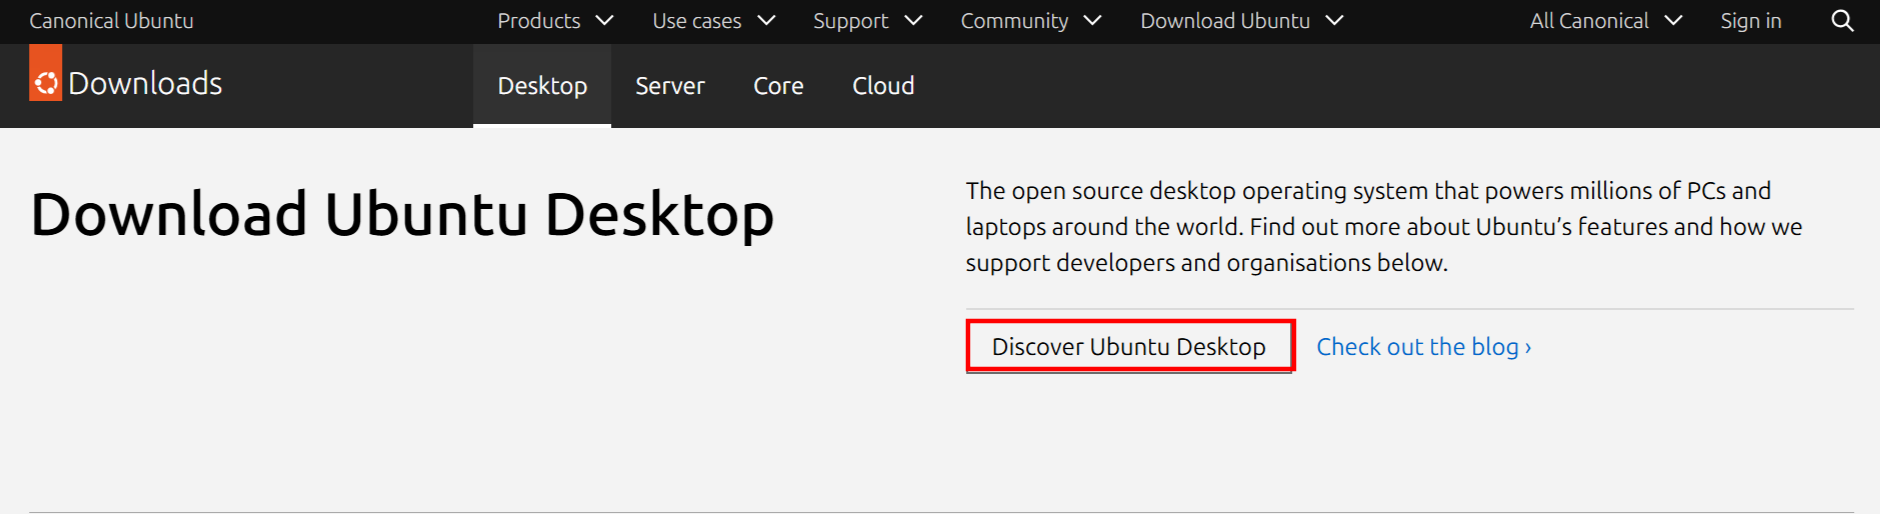 Canonical Ubuntu
Products
Use cases
Support
Community
Download Ubuntu
All Canonical
Sign in
Downloads
Desktop
Server
Core
Cloud
Download Ubuntu Desktop
The open source desktop operating system that powers millions of PCs and
laptops around the world. Find out more about Ubuntu’s features and how we
support developers and organisations below.
Discover Ubuntu Desktop
Check out the blog ›